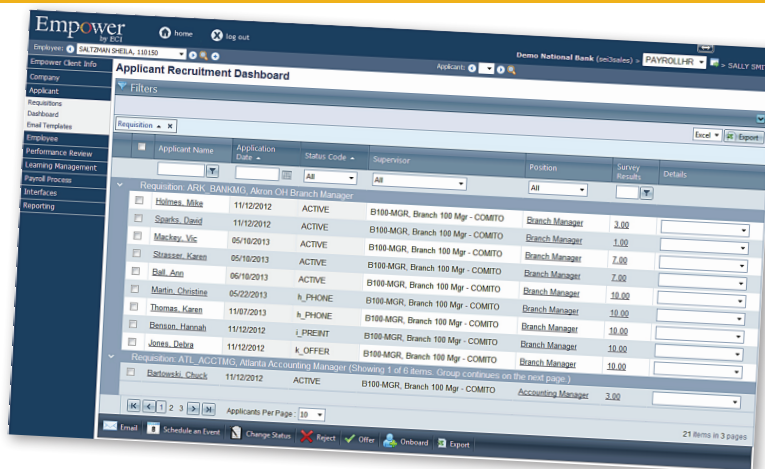 Empower
by ECI
home
log out
Employee: SALTZMAN SHEILA, 110150
Applicant:
Demo National Bank (sei3sales) > PAYROLLHR > SALLY SMI
Empower Client Info
Company
Applicant
Requisitions
Dashboard
Email Templates
Employee
Performance Review
Learning Management
Payroll Process
Interfaces
Reporting
Applicant Recruitment Dashboard
Filters
Requisition
Excel Export
Applicant Name Application Date Status Code Supervisor Position Survey Results Details
All All All
Requisition: ARK_BANKMG, Akron OH Branch Manager
Holmes, Mike 11/12/2012 ACTIVE B100-MGR, Branch 100 Mgr - COMITO Branch Manager 3.00
Sparks, David 11/12/2012 ACTIVE B100-MGR, Branch 100 Mgr - COMITO Branch Manager 1.00
Mackey, Vic 05/10/2013 ACTIVE B100-MGR, Branch 100 Mgr - COMITO Branch Manager 7.00
Strasser, Karen 05/10/2013 ACTIVE B100-MGR, Branch 100 Mgr - COMITO Branch Manager 7.00
Ball, Ann 06/10/2013 ACTIVE B100-MGR, Branch 100 Mgr - COMITO Branch Manager 10.00
Martin, Christine 05/22/2013 h_PHONE B100-MGR, Branch 100 Mgr - COMITO Branch Manager 10.00
Thomas, Karen 11/07/2013 h_PHONE B100-MGR, Branch 100 Mgr - COMITO Branch Manager 10.00
Benson, Hannah 11/12/2012 i_PREINT B100-MGR, Branch 100 Mgr - COMITO Branch Manager 10.00
Jones, Debra 11/12/2012 k_OFFER B100-MGR, Branch 100 Mgr - COMITO Branch Manager 10.00
Requisition: ATL_ACCTMG, Atlanta Accounting Manager (Showing 1 of 6 items. Group continues on the next page.)
Bartowski, Chuck 11/12/2012 ACTIVE B100-MGR, Branch 100 Mgr - COMITO Accounting Manager 3.00
1 2 3 Applicants Per Page: 10 21 items in 3 pages
Email Schedule an Event Change Status Reject Offer Onboard Export